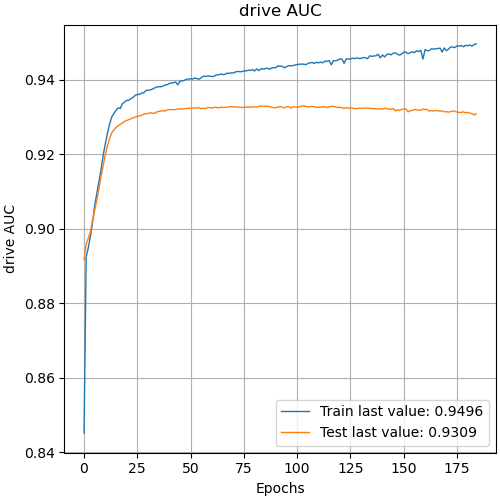 drive AUC
drive AUC
0.94
0.92
0.90
0.88
0.86
0.84
Train last value: 0.9496
Test last value: 0.9309
0 25 50 75 100 125 150 175
Epochs